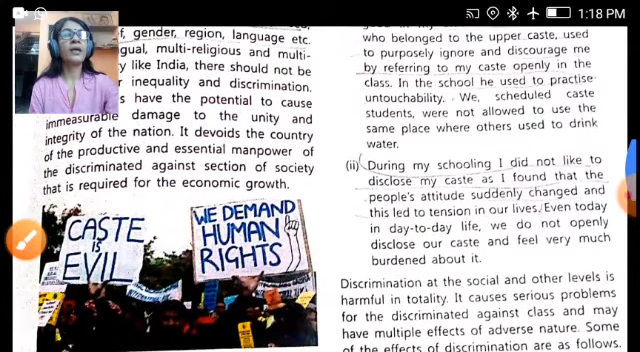 1:18 PM
f, gender, region, language etc.
gual, multi-religious and multi-
y like India, there should not be
inequality and discrimination.
s have the potential to cause
immeasurable damage to the unity and
integrity of the nation. It devoids the country
of the productive and essential manpower of
the discriminated against section of society
that is required for the economic growth.
CASTE
is
EVIL
WE DEMAND
HUMAN
RIGHTS
who belonged to the upper caste, used
to purposely ignore and discourage me
by referring to my caste openly in the
class. In the school he used to practise
untouchability. We, scheduled caste
students, were not allowed to use the
same place where others used to drink
water.
(ii) During my schooling I did not like to
disclose my caste as I found that the
people's attitude suddenly changed and
this led to tension in our lives. Even today
in day-to-day life, we do not openly
disclose our caste and feel very much
burdened about it.
Discrimination at the social and other levels is
harmful in totality. It causes serious problems
for the discriminated against class and may
have multiple effects of adverse nature. Some
of the effects of discrimination are as follows.